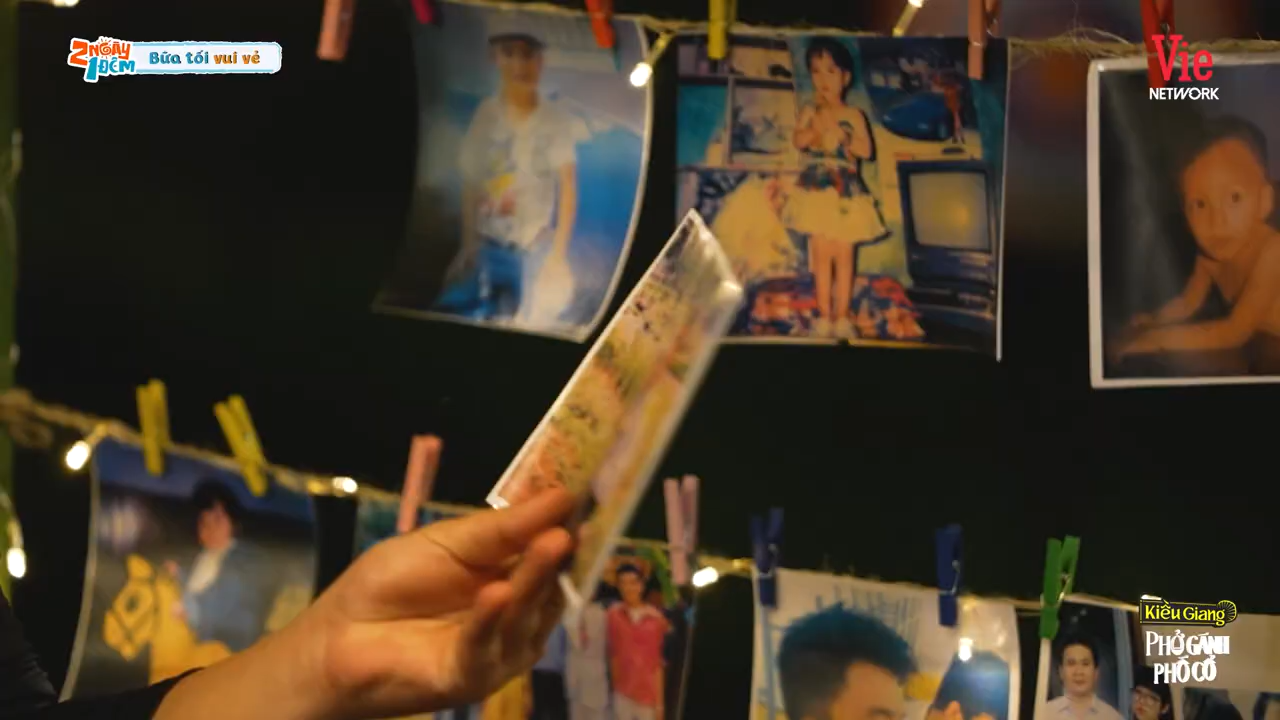 2 NGÀY
1 ĐÊM
Bữa tối vui vẻ
Vie
NETWORK
Kiều Giang
PHỞ GÁNH
PHỐ CỔ